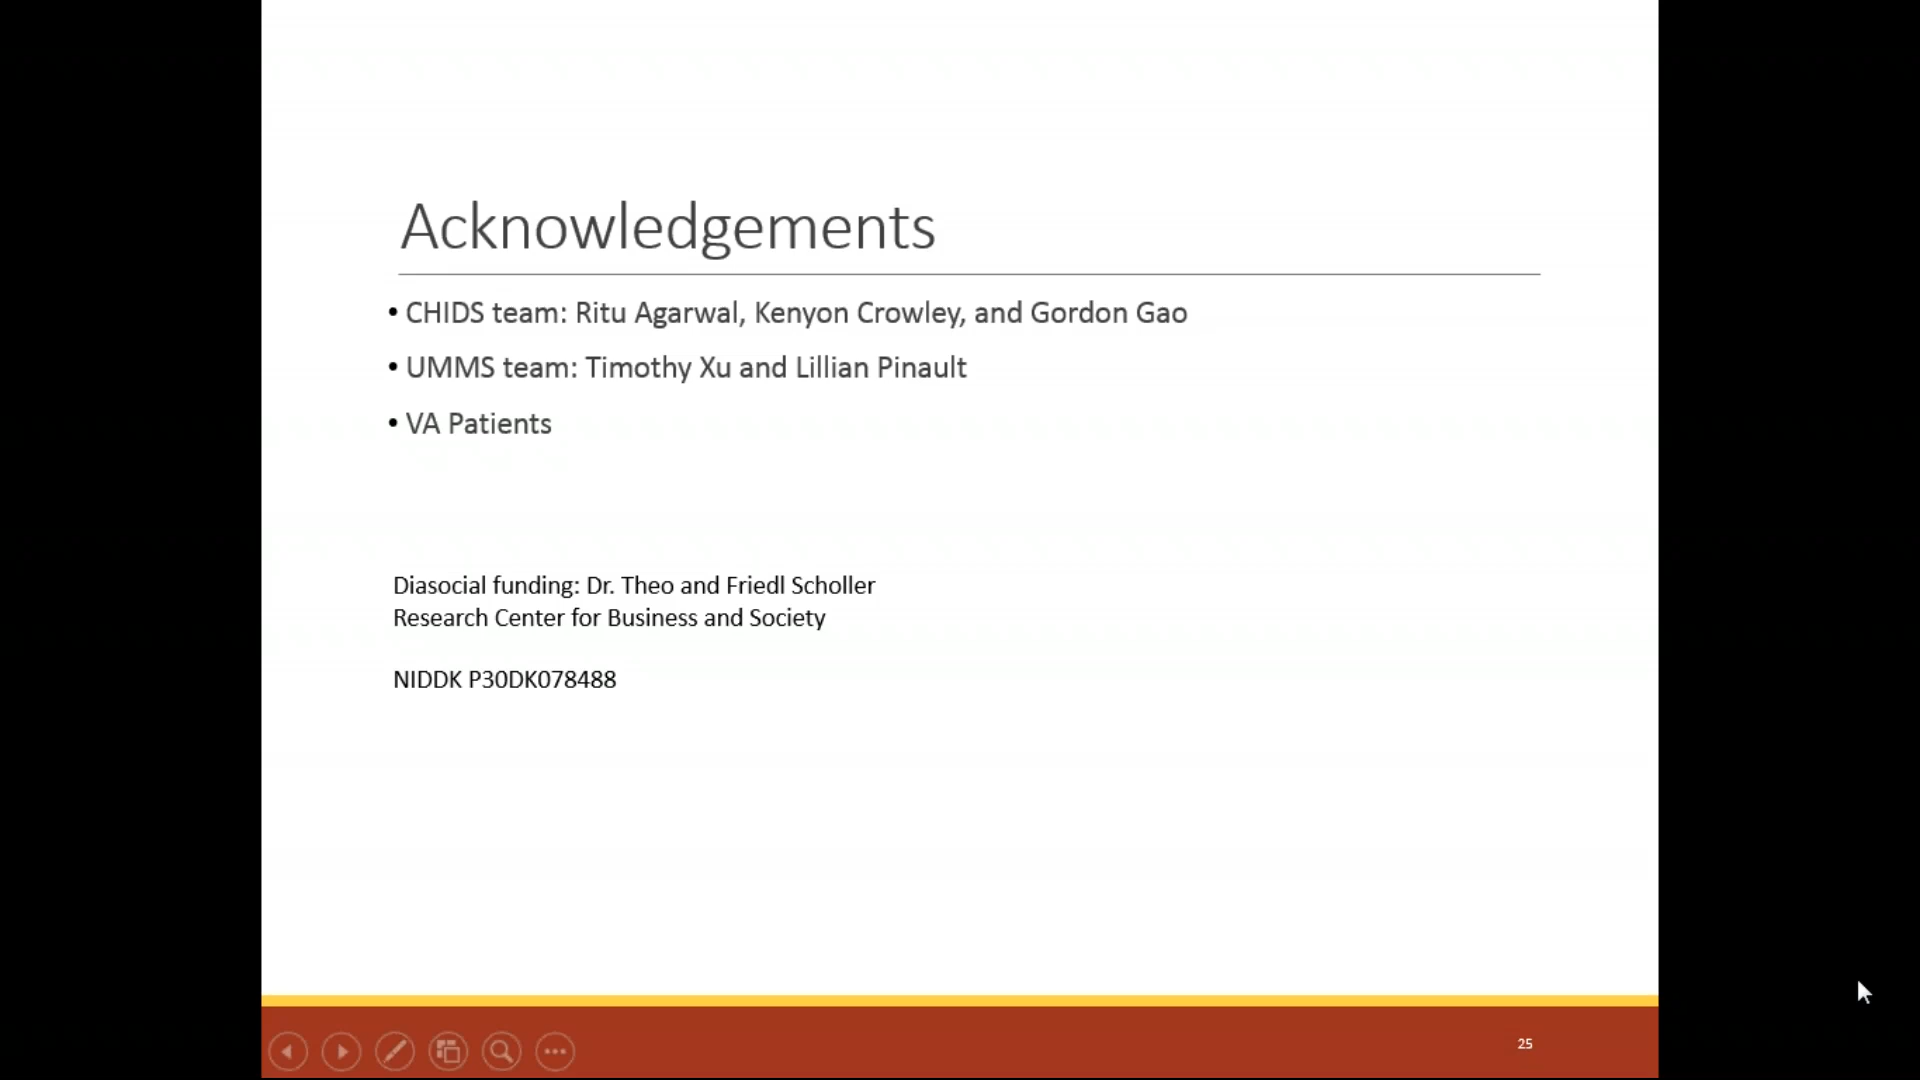 Acknowledgements
• CHIDS team: Ritu Agarwal, Kenyon Crowley, and Gordon Gao
• UMMS team: Timothy Xu and Lillian Pinault
• VA Patients
Diasocial funding: Dr. Theo and Friedl Scholler
Research Center for Business and Society
NIDDK P30DK078488
25